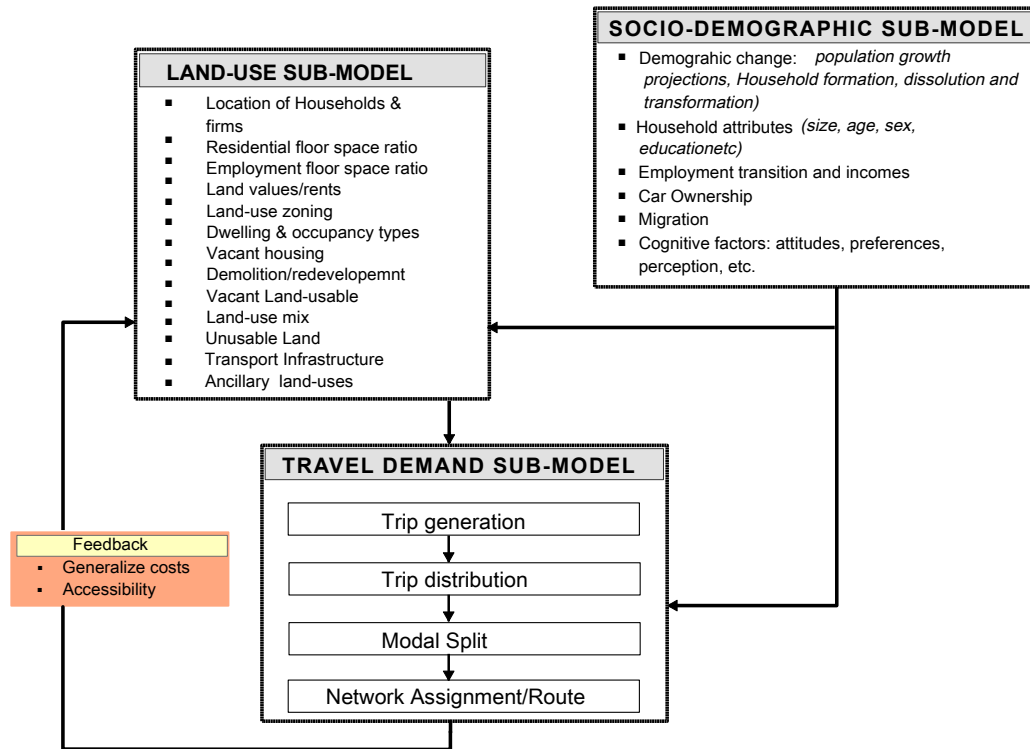 SOCIO-DEMOGRAPHIC SUB-MODEL
▪ Demograhic change: population growth
projections, Household formation, dissolution and
transformation)
▪ Household attributes (size, age, sex,
educationetc)
▪ Employment transition and incomes
▪ Car Ownership
▪ Migration
▪ Cognitive factors: attitudes, preferences,
perception, etc.
LAND-USE SUB-MODEL
▪ Location of Households &
firms
▪ Residential floor space ratio
▪ Employment floor space ratio
▪ Land values/rents
▪ Land-use zoning
▪ Dwelling & occupancy types
▪ Vacant housing
▪ Demolition/redevelopemnt
▪ Vacant Land-usable
▪ Land-use mix
▪ Unusable Land
▪ Transport Infrastructure
▪ Ancillary land-uses
TRAVEL DEMAND SUB-MODEL
Trip generation
Trip distribution
Modal Split
Network Assignment/Route
Feedback
▪ Generalize costs
▪ Accessibility